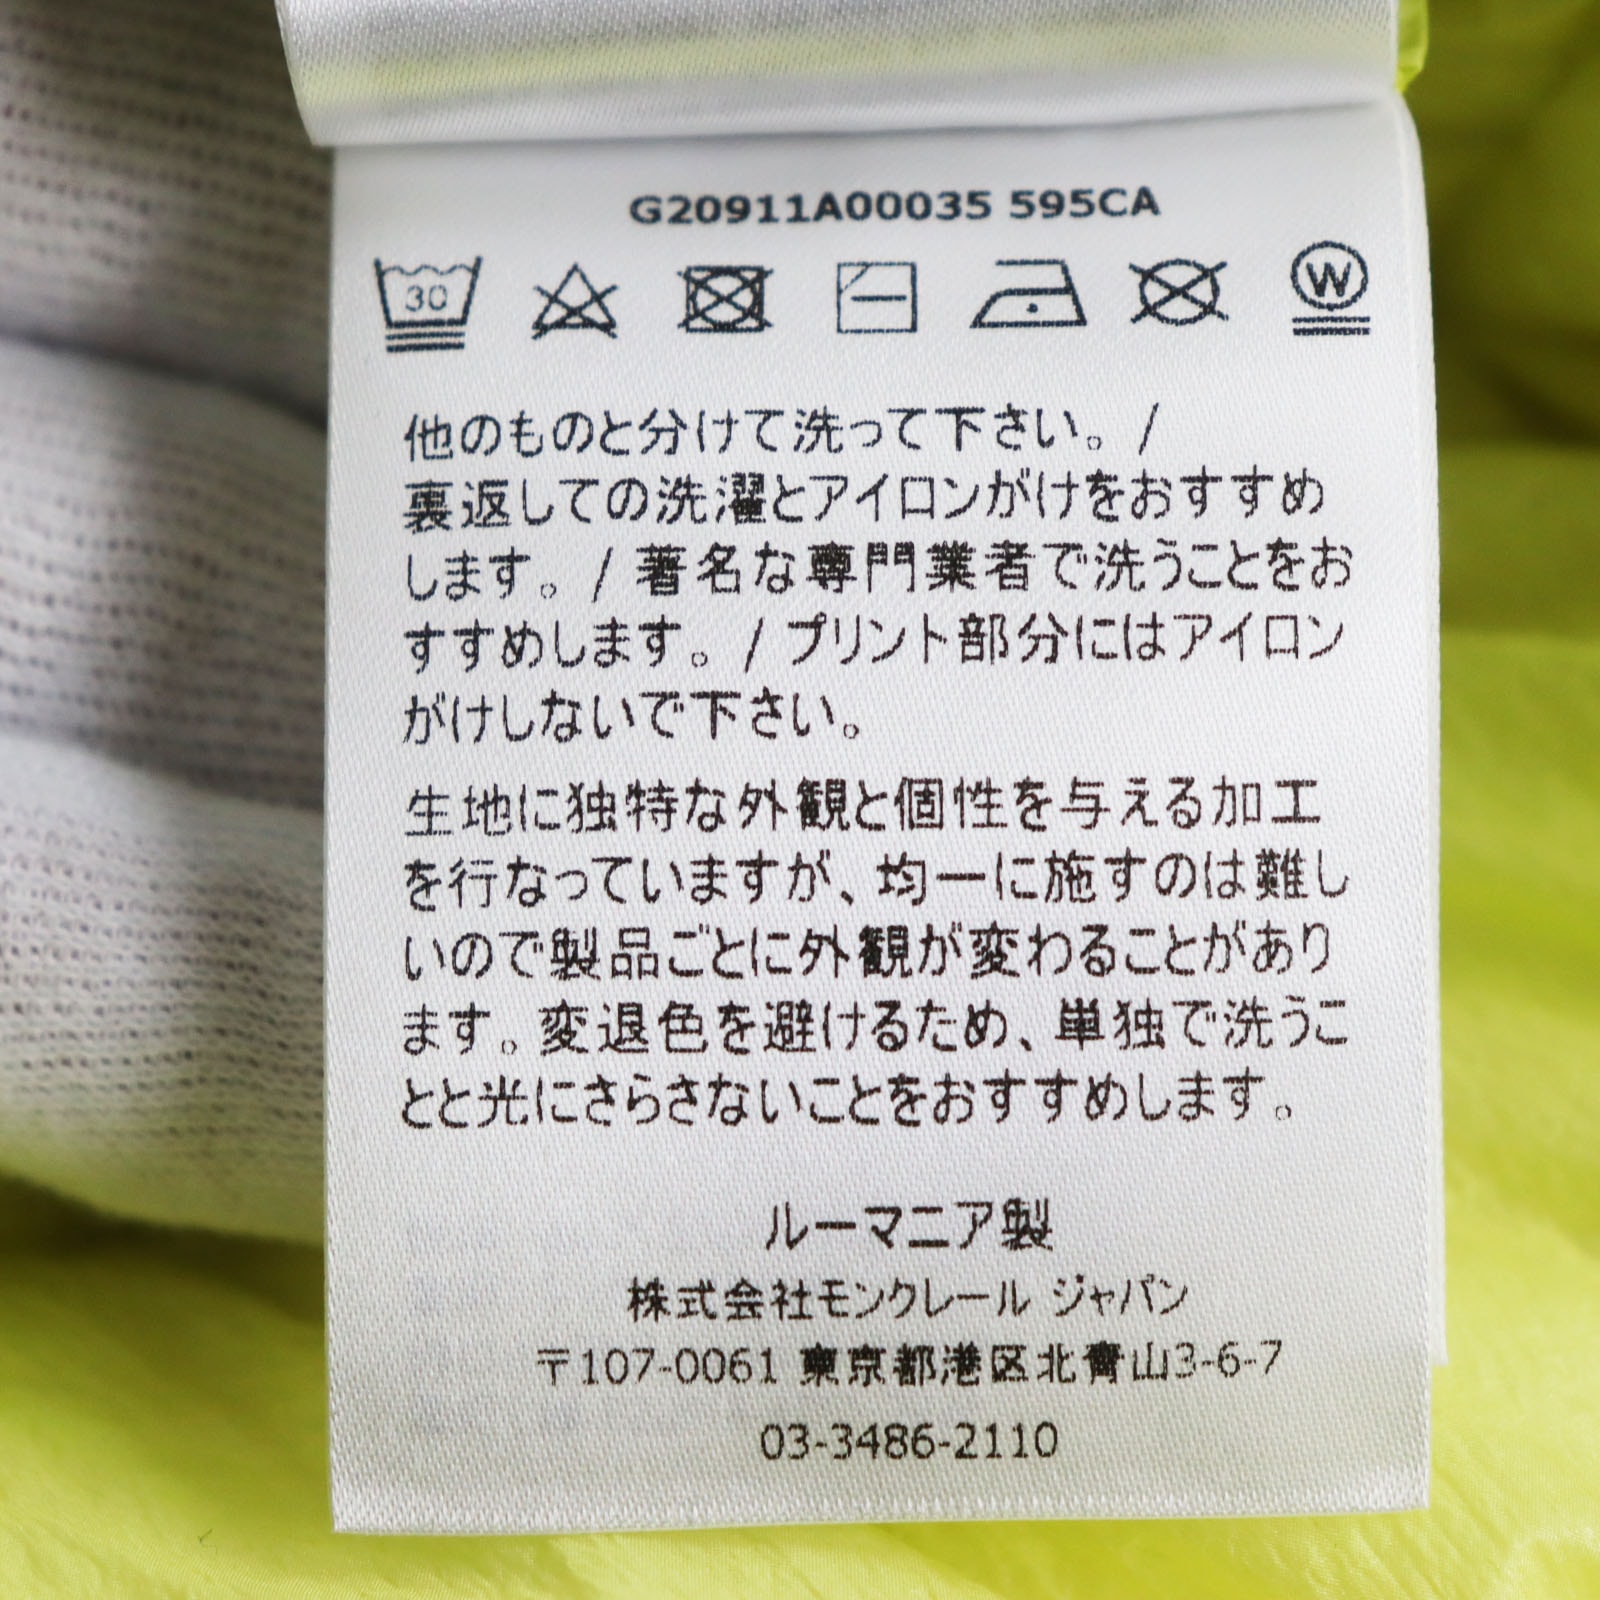 G20911A00035 595CA
30
W
他のものと分けて洗って下さい。/
裏返しての洗濯とアイロンがけをおすすめ
します。/ 著名な専門業者で洗うことをお
すすめします。/ プリント部分にはアイロン
がけしないで下さい。
生地に独特な外観と個性を与える加工
を行なっていますが、均一に施すのは難し
いので製品ごとに外観が変わることがあり
ます。変退色を避けるため、単独で洗うこ
とと光にさらさないことをおすすめします。
ルーマニア製
株式会社モンクレール ジャパン
〒107-0061 東京都港区北青山3-6-7
03-3486-2110